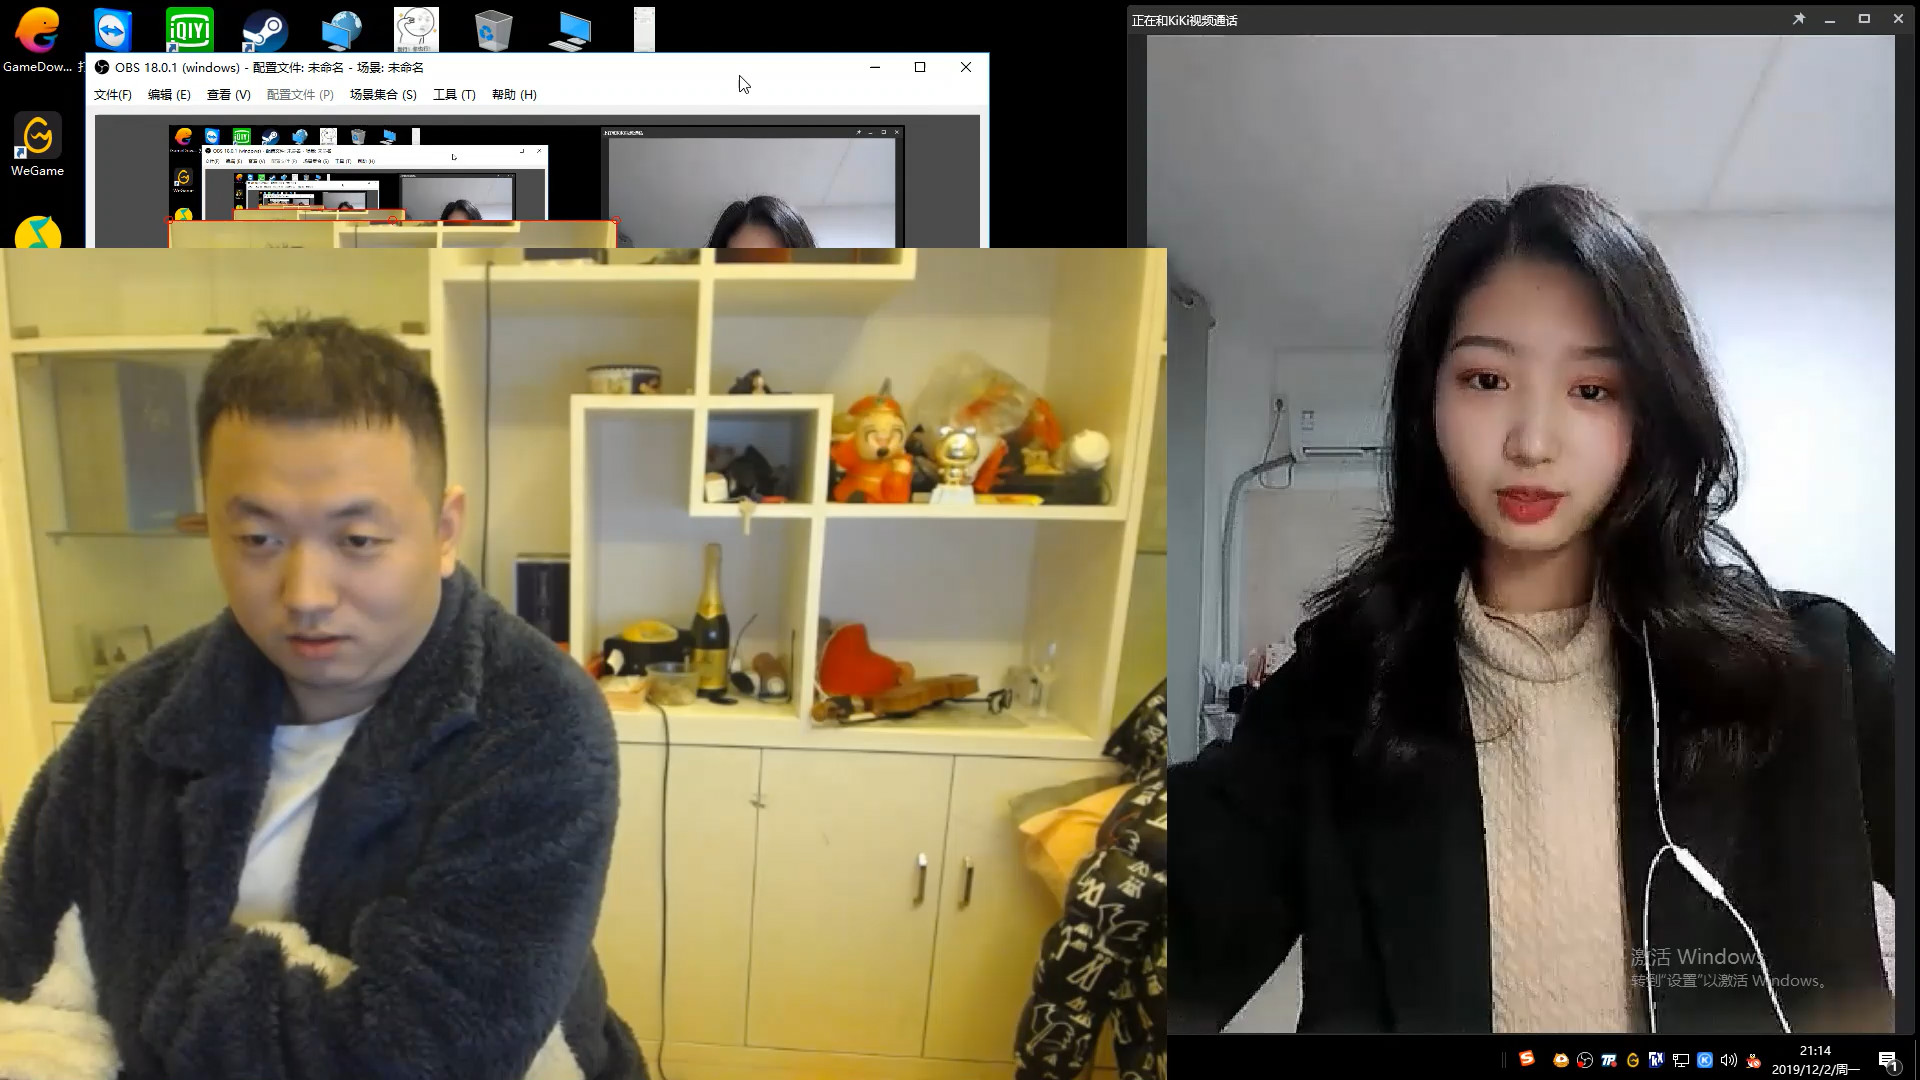 正在和KiKi视频通话
iQIYI
GameDow...
OBS 18.0.1 (windows) - 配置文件: 未命名 - 场景: 未命名
文件(F) 编辑 (E) 查看 (V) 配置文件 (P) 场景集合 (S) 工具 (T) 帮助 (H)
WeGame
激活 Windows
转到"设置"以激活 Windows。
21:14
2019/12/2/周一
1